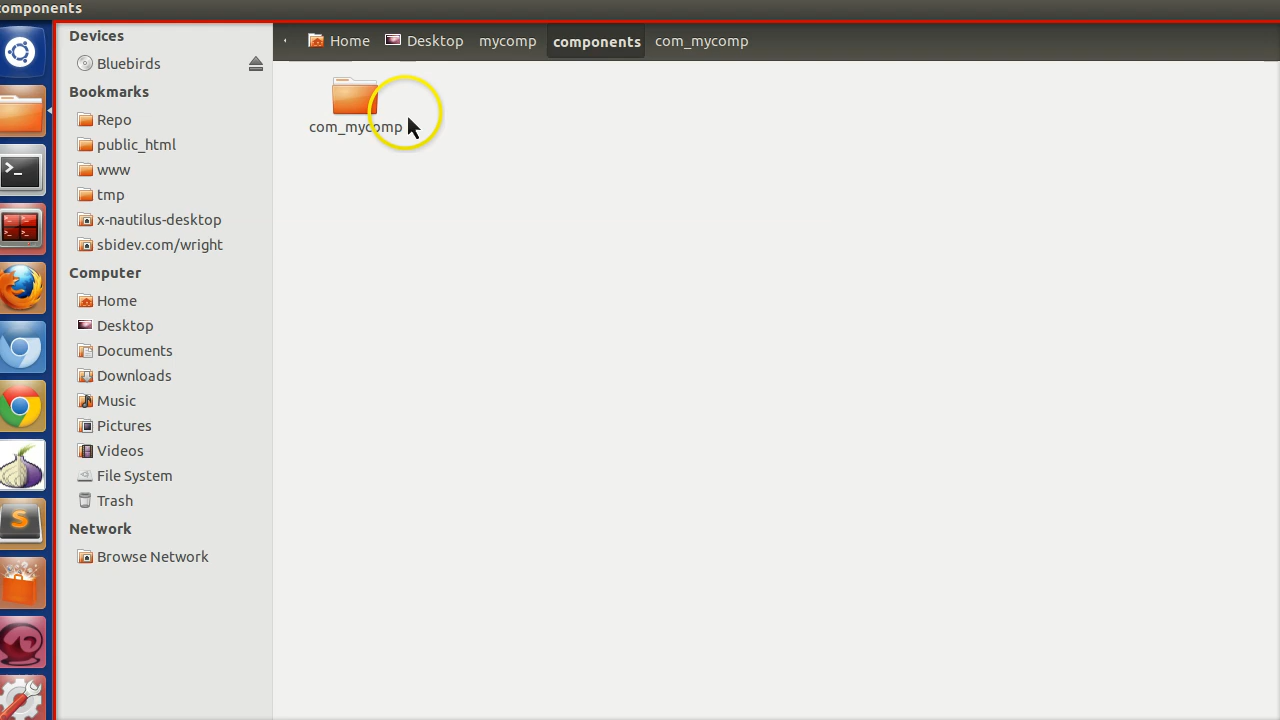 components
Home Desktop mycomp components com_mycomp
Devices
Bluebirds
Bookmarks
Repo
public_html
www
tmp
x-nautilus-desktop
sbidev.com/wright
Computer
Home
Desktop
Documents
Downloads
Music
Pictures
Videos
File System
Trash
Network
Browse Network
com_mycomp